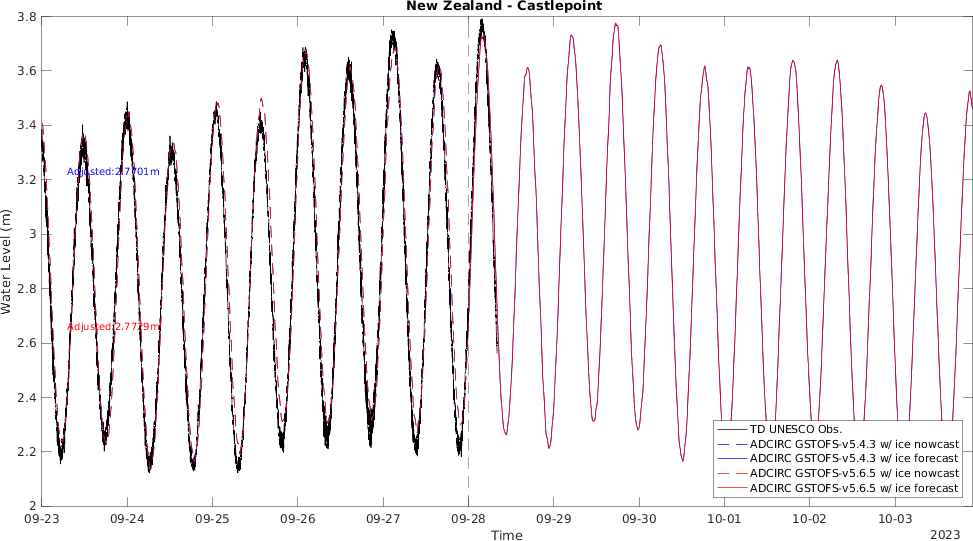 New Zealand - Castlepoint
3.8
3.6
3.4
3.2
3
2.8
2.6
2.4
2.2
2
Water Level (m)
Adjusted:2.7701m
Adjusted:2.7729m
TD UNESCO Obs.
ADCIRC GSTOFS-v5.4.3 w/ ice nowcast
ADCIRC GSTOFS-v5.4.3 w/ ice forecast
ADCIRC GSTOFS-v5.6.5 w/ ice nowcast
ADCIRC GSTOFS-v5.6.5 w/ ice forecast
09-23 09-24 09-25 09-26 09-27 09-28 09-29 09-30 10-01 10-02 10-03
Time
2023